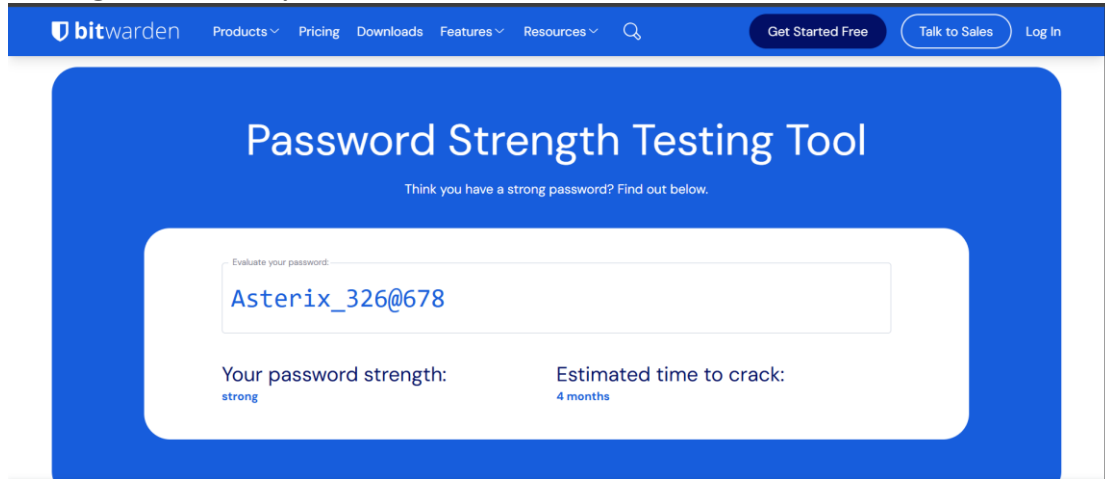 bitwarden Products Pricing Downloads Features Resources Get Started Free Talk to Sales Log In
Password Strength Testing Tool
Think you have a strong password? Find out below.
Evaluate your password:
Asterix_326@678
Your password strength: Estimated time to crack:
strong 4 months